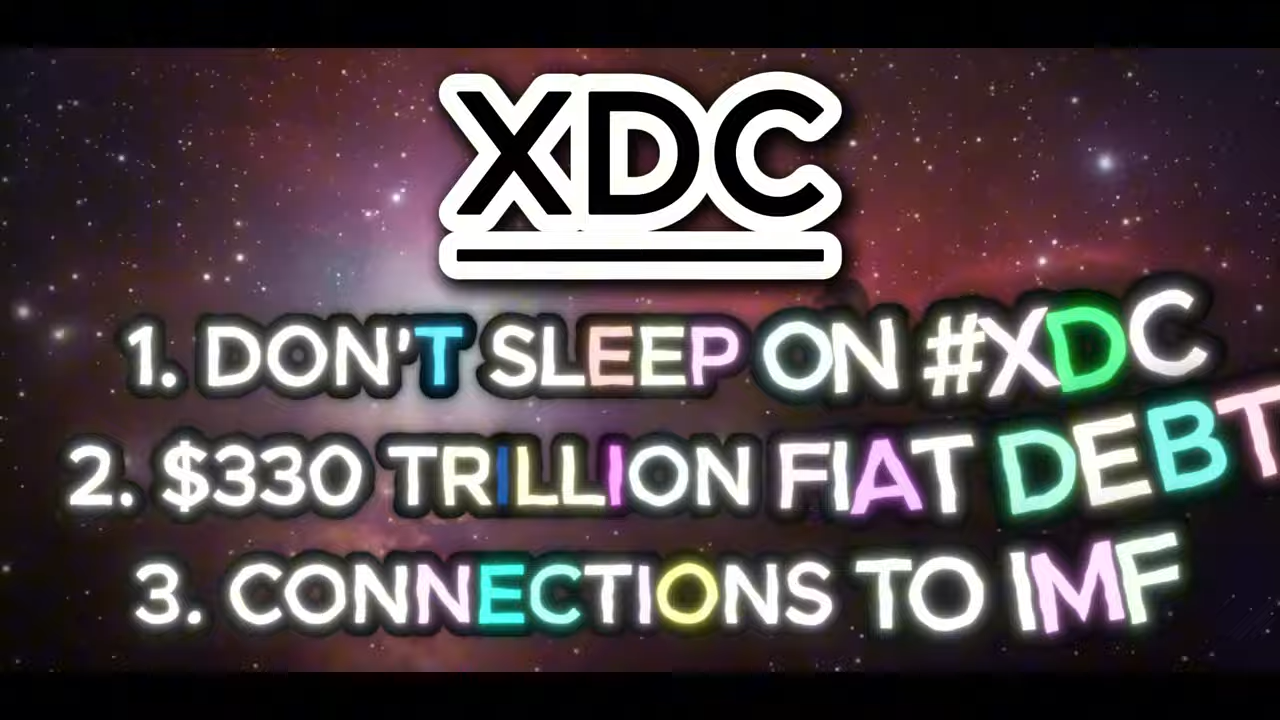 XDC
1. DON'T SLEEP ON #XDC
2. $330 TRILLION FIAT DEBT
3. CONNECTIONS TO IMF